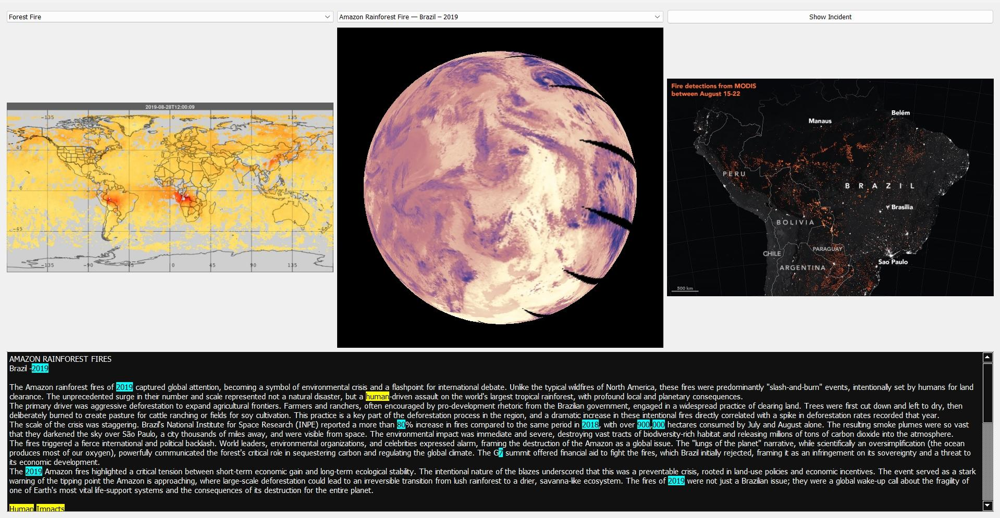 Forest Fire
Amazon Rainforest Fire — Brazil – 2019
Show Incident
2019-08-28T12:00:09
-135 -45 0 45 135
45 45
0 0
-45 -45
-135 -90 -45 0 45 90 135
Fire detections from MODIS
between August 15-22
Belém
Manaus
PERU
BRAZIL
Brasilia
BOLIVIA
PARAGUAY
CHILE
Sao Paulo
ARGENTINA
500 km
AMAZON RAINFOREST FIRES
Brazil -2019
The Amazon rainforest fires of 2019 captured global attention, becoming a symbol of environmental crisis and a flashpoint for international debate. Unlike the typical wildfires of North America, these fires were predominantly "slash-and-burn" events, intentionally set by humans for land
clearance. The unprecedented surge in their number and scale represented not a natural disaster, but a human-driven assault on the world's largest tropical rainforest, with profound local and planetary consequences.
The primary driver was aggressive deforestation to expand agricultural frontiers. Farmers and ranchers, often encouraged by pro-development rhetoric from the Brazilian government, engaged in a widespread practice of clearing land. Trees were first cut down and left to dry, then
deliberately burned to create pasture for cattle ranching or fields for soy cultivation. This practice is a key part of the deforestation process in the region, and a dramatic increase in these intentional fires directly correlated with a spike in deforestation rates recorded that year.
The scale of the crisis was staggering. Brazil's National Institute for Space Research (INPE) reported a more than 80% increase in fires compared to the same period in 2018, with over 900,000 hectares consumed by July and August alone. The resulting smoke plumes were so vast
that they darkened the sky over São Paulo, a city thousands of miles away, and were visible from space. The environmental impact was immediate and severe, destroying vast tracts of biodiversity-rich habitat and releasing millions of tons of carbon dioxide into the atmosphere.
The fires triggered a fierce international and political backlash. World leaders, environmental organizations, and celebrities expressed alarm, framing the destruction of the Amazon as a global issue. The "lungs of the planet" narrative, while scientifically an oversimplification (the ocean
produces most of our oxygen), powerfully communicated the forest's critical role in sequestering carbon and regulating the global climate. The G7 summit offered financial aid to fight the fires, which Brazil initially rejected, framing it as an infringement on its sovereignty and a threat to
its economic development.
The 2019 Amazon fires highlighted a critical tension between short-term economic gain and long-term ecological stability. The intentional nature of the blazes underscored that this was a preventable crisis, rooted in land-use policies and economic incentives. The event served as a stark
warning of the tipping point the Amazon is approaching, where large-scale deforestation could lead to an irreversible transition from lush rainforest to a drier, savanna-like ecosystem. The fires of 2019 were not just a Brazilian issue; they were a global wake-up call about the fragility of
one of Earth's most vital life-support systems and the consequences of its destruction for the entire planet.
Human Impacts